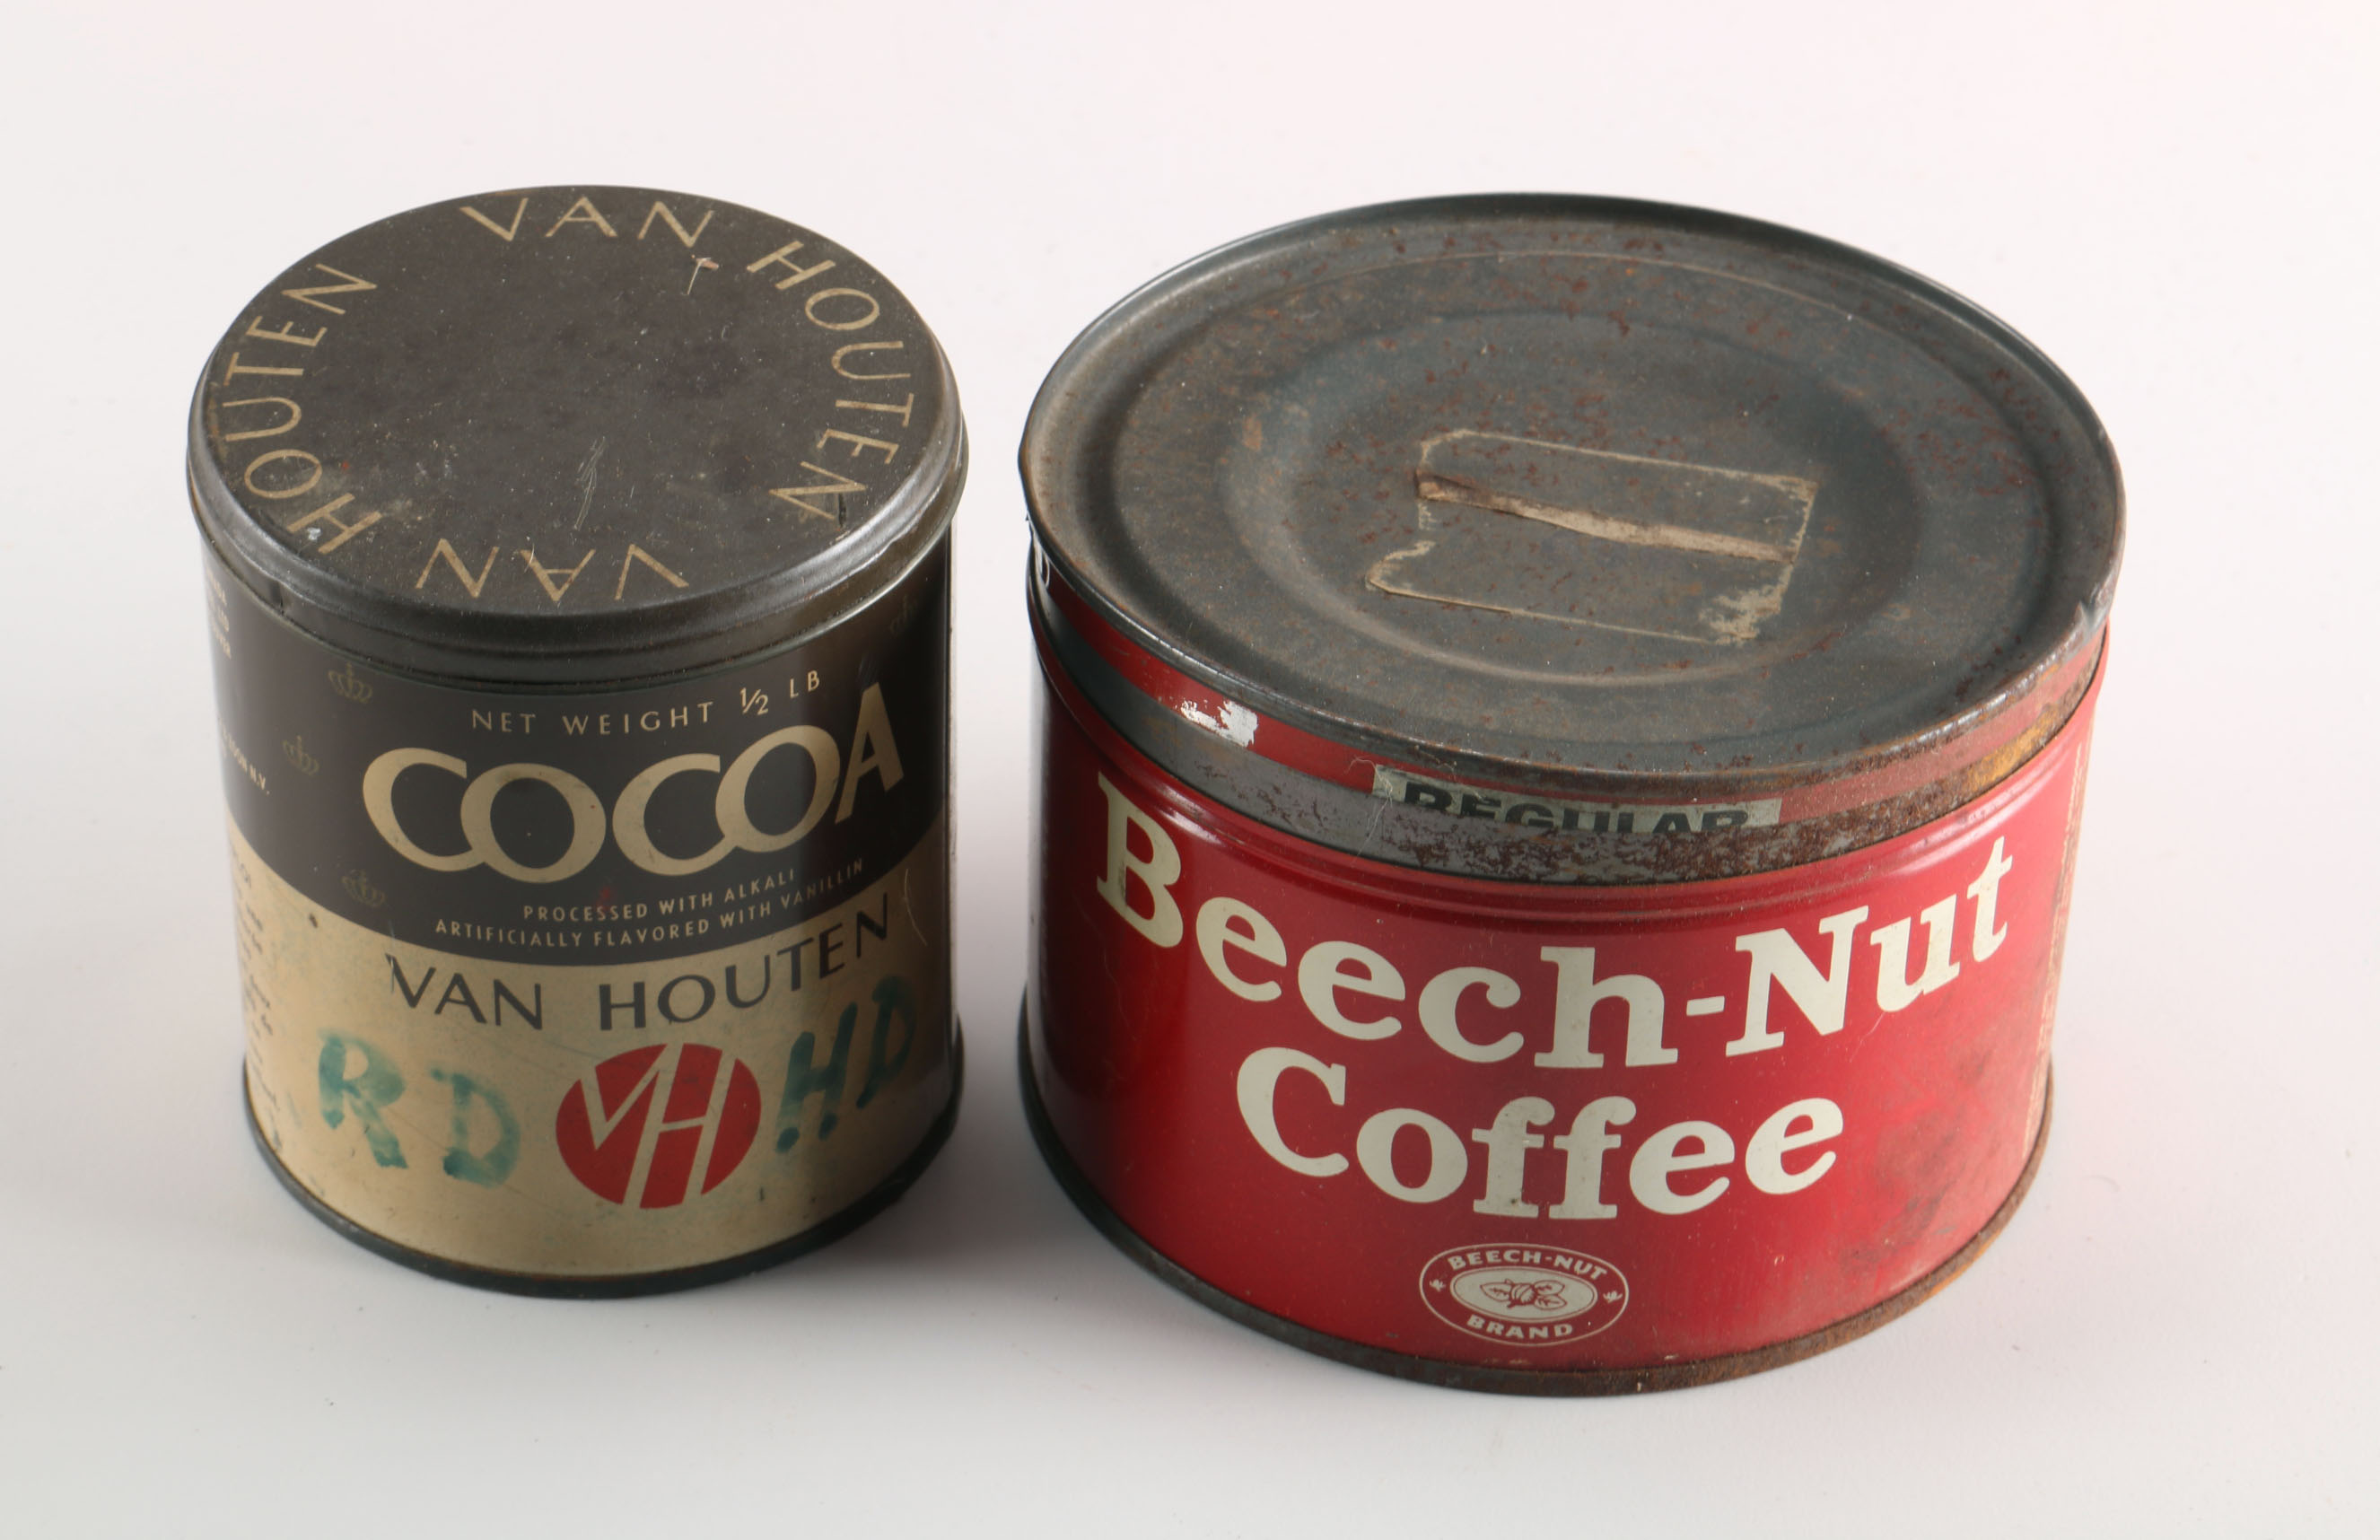 VAN HOUTEN
VAN HOUTEN
NET WEIGHT ½ LB
COCOA
PROCESSED WITH ALKALI
ARTIFICIALLY FLAVORED WITH VANILLIN
VAN HOUTEN
RD VH HD
REGULAR
Beech-Nut
Coffee
BEECH-NUT
BRAND